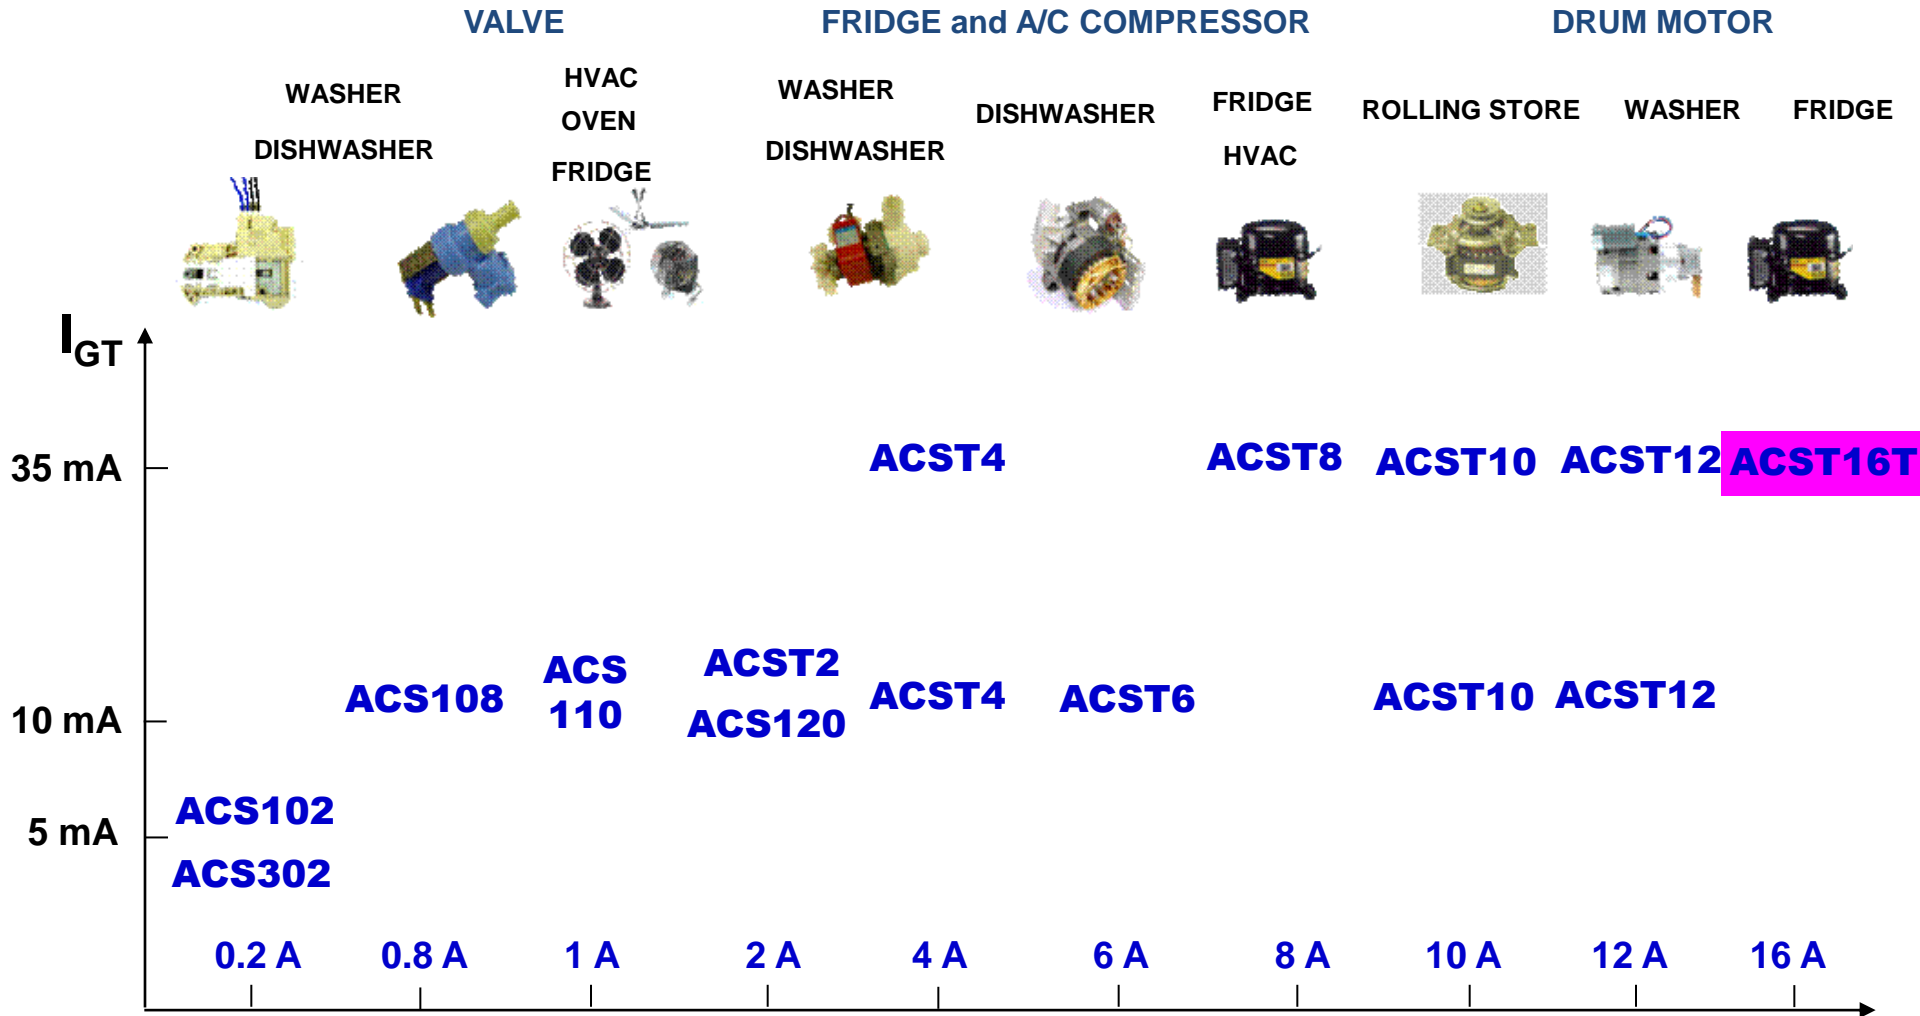 VALVE
FRIDGE and A/C COMPRESSOR
DRUM MOTOR
WASHER
DISHWASHER
HVAC
OVEN
FRIDGE
WASHER
DISHWASHER
DISHWASHER
FRIDGE
HVAC
ROLLING STORE
WASHER
FRIDGE
IGT
35 mA
ACST4
ACST8
ACST10
ACST12
ACST16T
10 mA
ACS108
ACS
110
ACST2
ACS120
ACST4
ACST6
ACST10
ACST12
5 mA
ACS102
ACS302
0.2 A
0.8 A
1 A
2 A
4 A
6 A
8 A
10 A
12 A
16 A